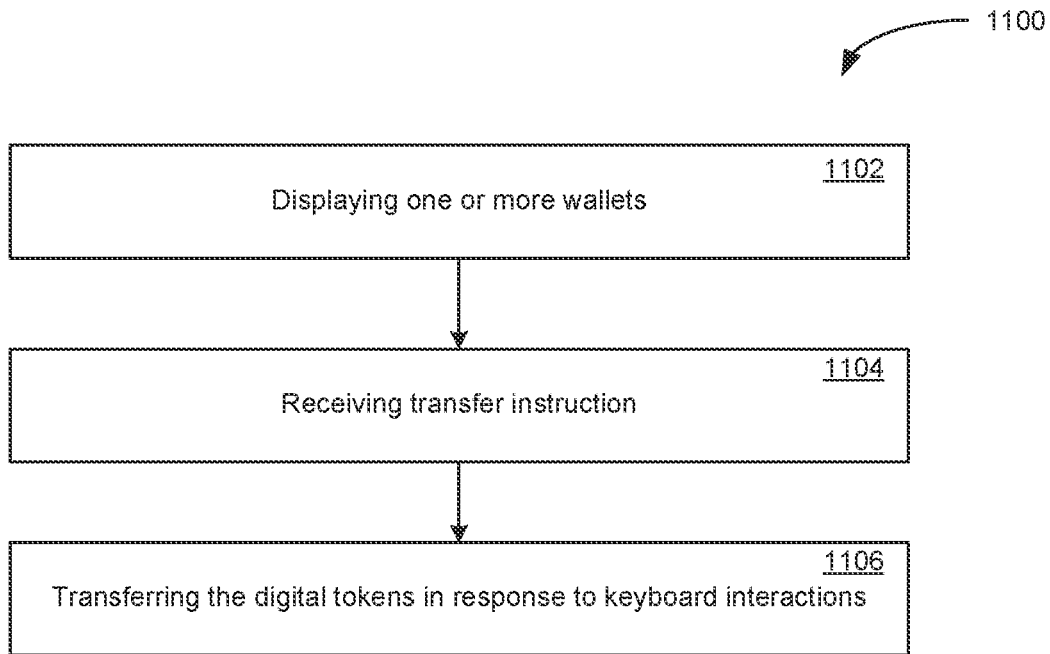 1100
1102
Displaying one or more wallets
1104
Receiving transfer instruction
1106
Transferring the digital tokens in response to keyboard interactions